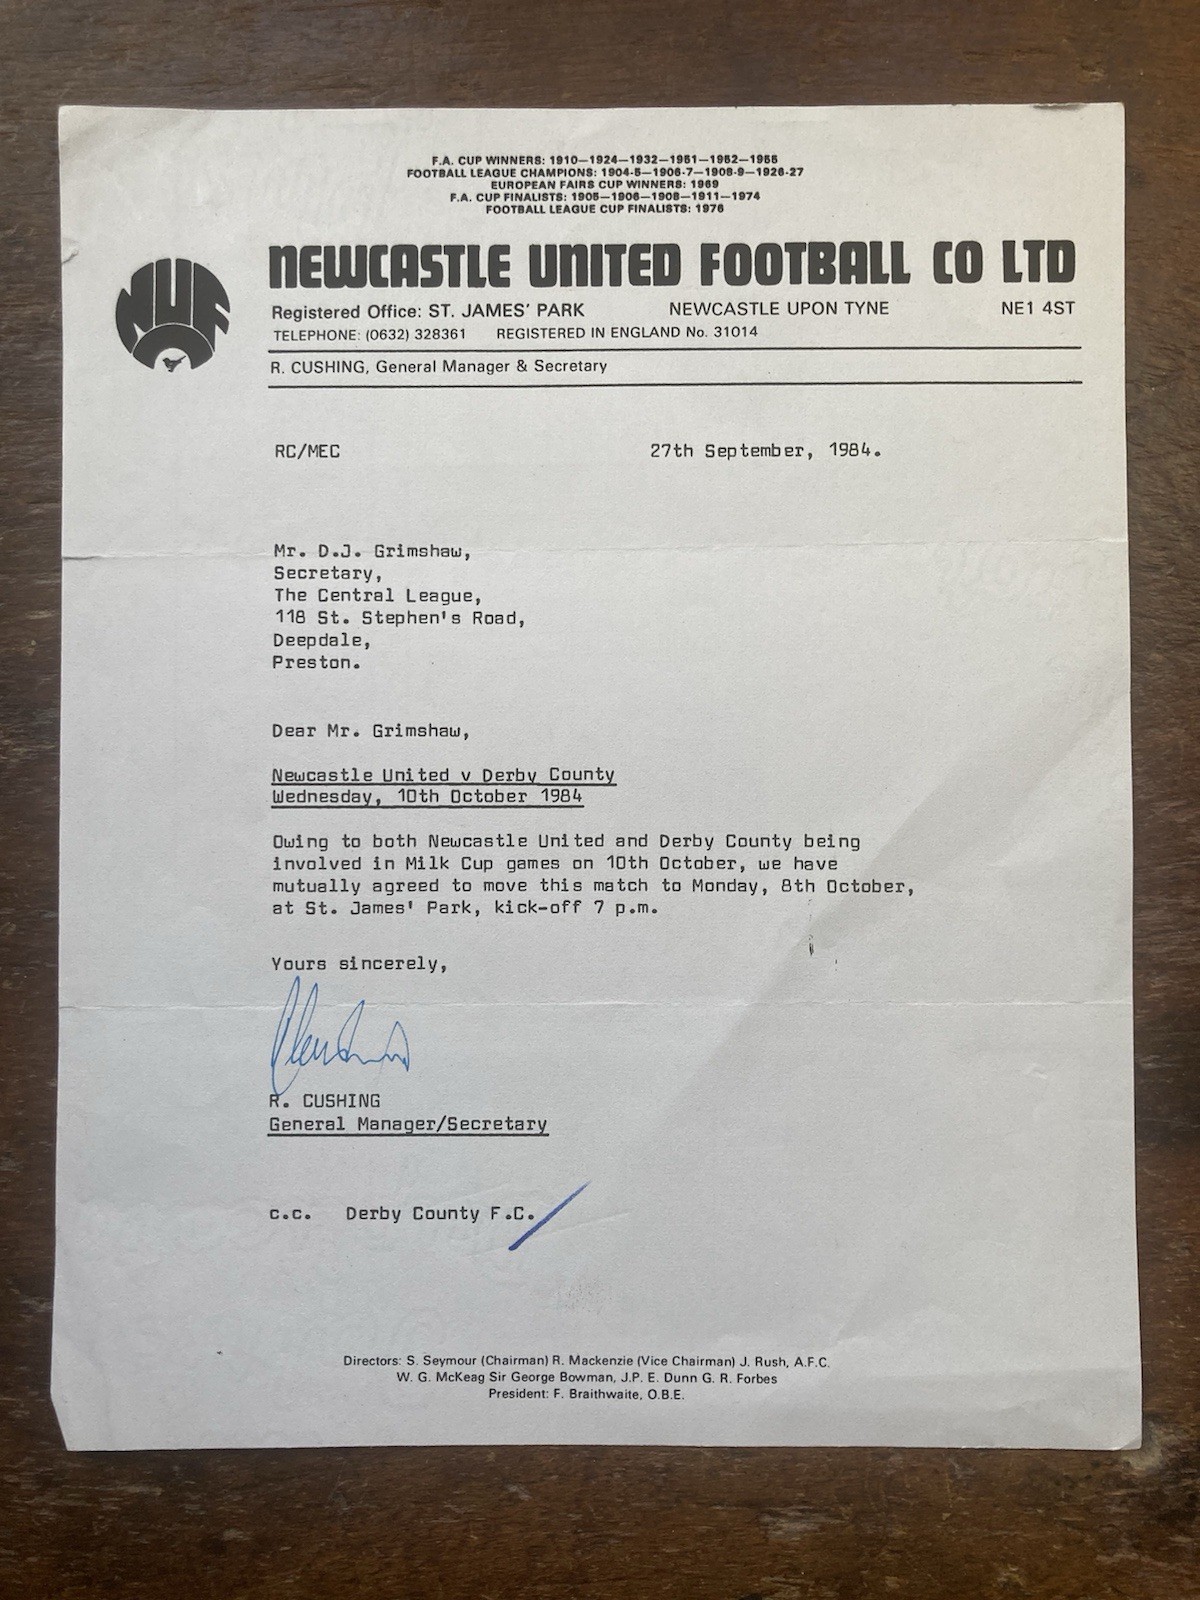 F.A. CUP WINNERS: 1910—1924—1932—1951—1952—1955
FOOTBALL LEAGUE CHAMPIONS: 1904-5—1906-7—1908-9—1926-27
EUROPEAN FAIRS CUP WINNERS: 1969
F.A. CUP FINALISTS: 1905—1906—1908—1911—1974
FOOTBALL LEAGUE CUP FINALISTS: 1976
NUF
NEWCASTLE UNITED FOOTBALL CO LTD
Registered Office: ST. JAMES' PARK NEWCASTLE UPON TYNE NE1 4ST
TELEPHONE: (0632) 328361 REGISTERED IN ENGLAND No. 31014
R. CUSHING, General Manager & Secretary
RC/MEC 27th September, 1984.
Mr. D.J. Grimshaw,
Secretary,
The Central League,
118 St. Stephen's Road,
Deepdale,
Preston.
Dear Mr. Grimshaw,
Newcastle United v Derby County
Wednesday, 10th October 1984
Owing to both Newcastle United and Derby County being
involved in Milk Cup games on 10th October, we have
mutually agreed to move this match to Monday, 8th October,
at St. James' Park, kick-off 7 p.m.
Yours sincerely,
R. CUSHING
General Manager/Secretary
c.c. Derby County F.C.
Directors: S. Seymour (Chairman) R. Mackenzie (Vice Chairman) J. Rush, A.F.C.
W. G. McKeag Sir George Bowman, J.P. E. Dunn G. R. Forbes
President: F. Braithwaite, O.B.E.